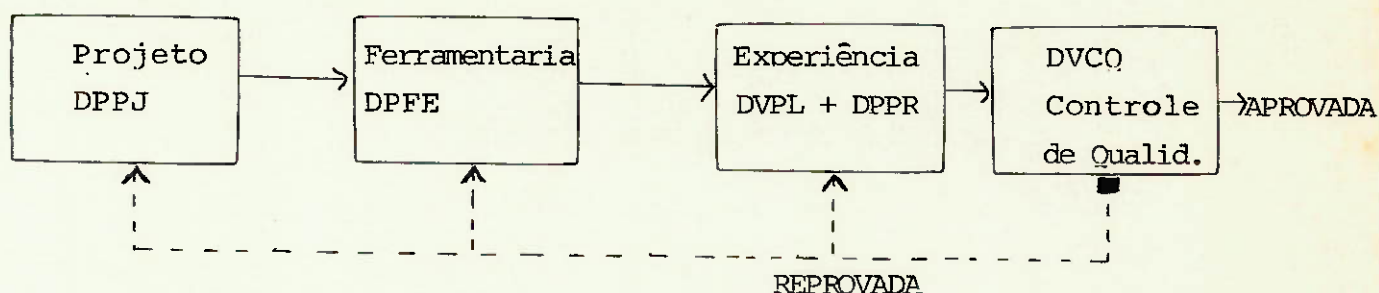 Projeto
DPPJ
Ferramentaria
DPFE
Experiência
DVPL + DPPR
DVCQ
Controle
de Qualid.
APROVADA
REPROVADA